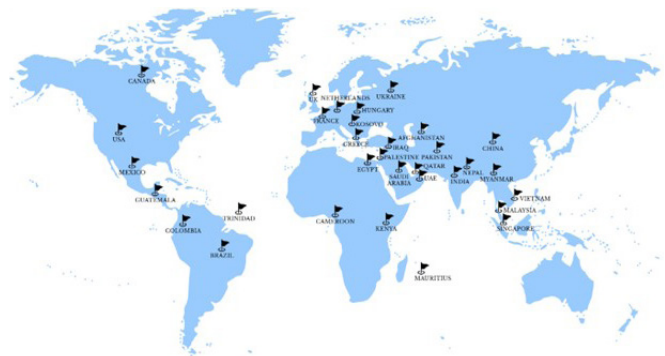 CANADA
UK
NETHERLANDS
UKRAINE
FRANCE
HUNGARY
KOSOVO
USA
GREECE
AFGHANISTAN
IRAQ
CHINA
MEXICO
EGYPT
PALESTINE
PAKISTAN
SAUDI
ARABIA
QATAR
UAE
NEPAL
INDIA
MYANMAR
GUATEMALA
VIETNAM
MALAYSIA
TRINIDAD
COLOMBIA
CAMEROON
KENYA
SINGAPORE
BRAZIL
MAURITIUS